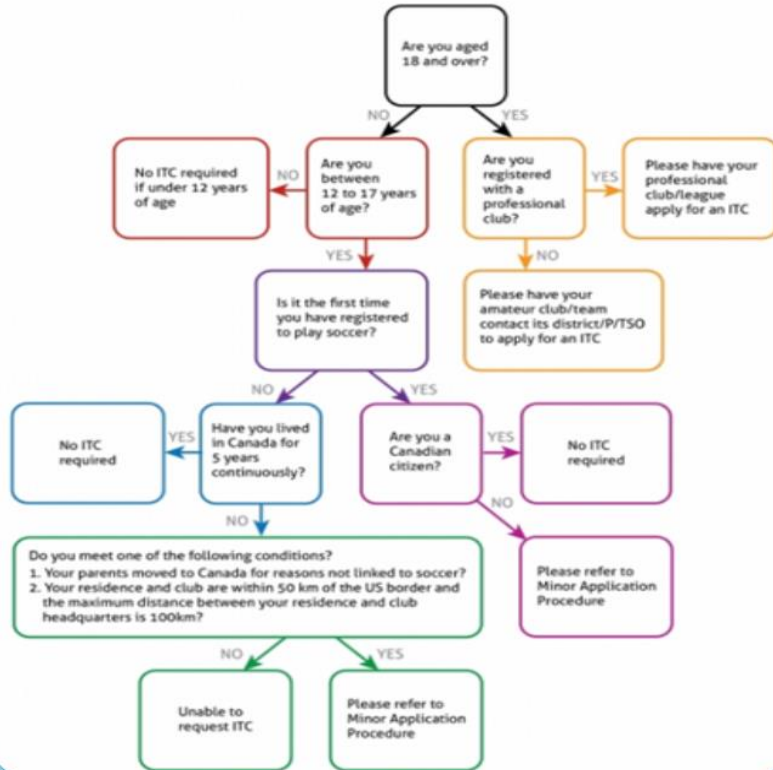 Are you aged
18 and over?
NO
YES
No ITC required
if under 12 years
of age
NO
Are you
between
12 to 17 years
of age?
Are you
registered
with a
professional
club?
YES
Please have your
professional
club/league
apply for an ITC
YES
NO
Is it the first time
you have registered
to play soccer?
Please have your
amateur club/team
contact its district/P/TSO
to apply for an ITC
NO
YES
No ITC
required
YES
Have you lived
in Canada for
5 years
continuously?
Are you a
Canadian
citizen?
YES
No ITC
required
NO
NO
Do you meet one of the following conditions?
1. Your parents moved to Canada for reasons not linked to soccer?
2. Your residence and club are within 50 km of the US border and
the maximum distance between your residence and club
headquarters is 100km?
Please refer to
Minor Application
Procedure
NO
YES
Unable to
request ITC
Please refer to
Minor Application
Procedure